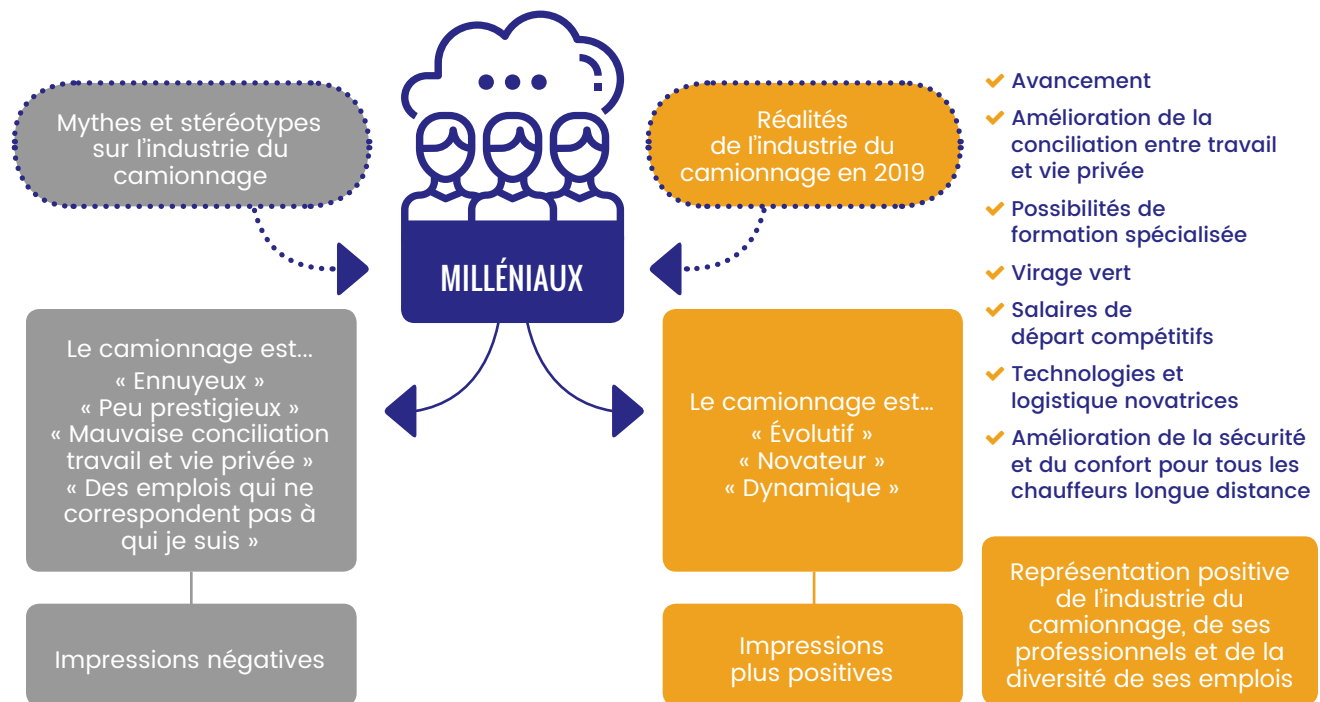 Mythes et stéréotypes
sur l'industrie du
camionnage
MILLÉNIAUX
Réalités
de l'industrie du
camionnage en 2019
Le camionnage est...
« Ennuyeux »
« Peu prestigieux »
« Mauvaise conciliation
travail et vie privée »
« Des emplois qui ne
correspondent pas à
qui je suis »
Impressions négatives
Le camionnage est...
« Évolutif »
« Novateur »
« Dynamique »
Impressions
plus positives
Avancement
Amélioration de la
conciliation entre travail
et vie privée
Possibilités de
formation spécialisée
Virage vert
Salaires de
départ compétitifs
Technologies et
logistique novatrices
Amélioration de la sécurité
et du confort pour tous les
chauffeurs longue distance
Représentation positive
de l'industrie du
camionnage, de ses
professionnels et de la
diversité de ses emplois